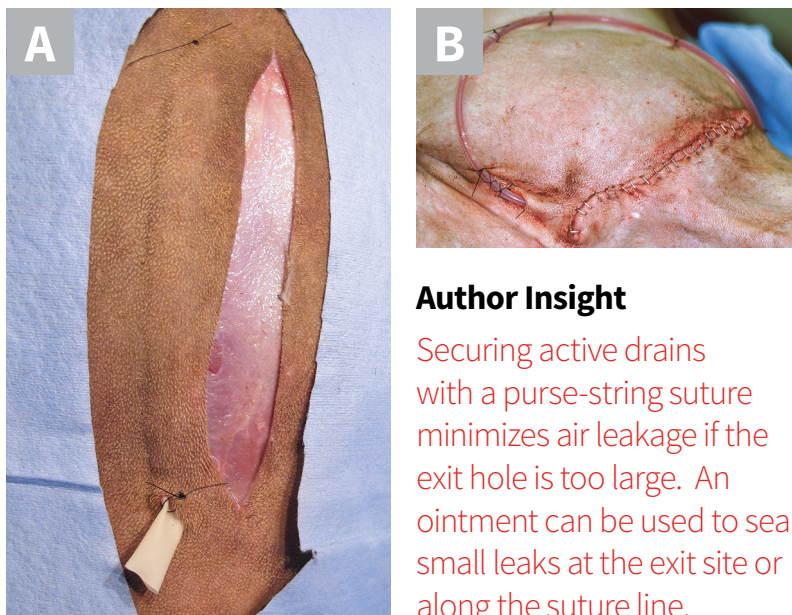 A
B
Author Insight
Securing active drains
with a purse-string suture
minimizes air leakage if the
exit hole is too large. An
ointment can be used to sea
small leaks at the exit site or
along the suture line.